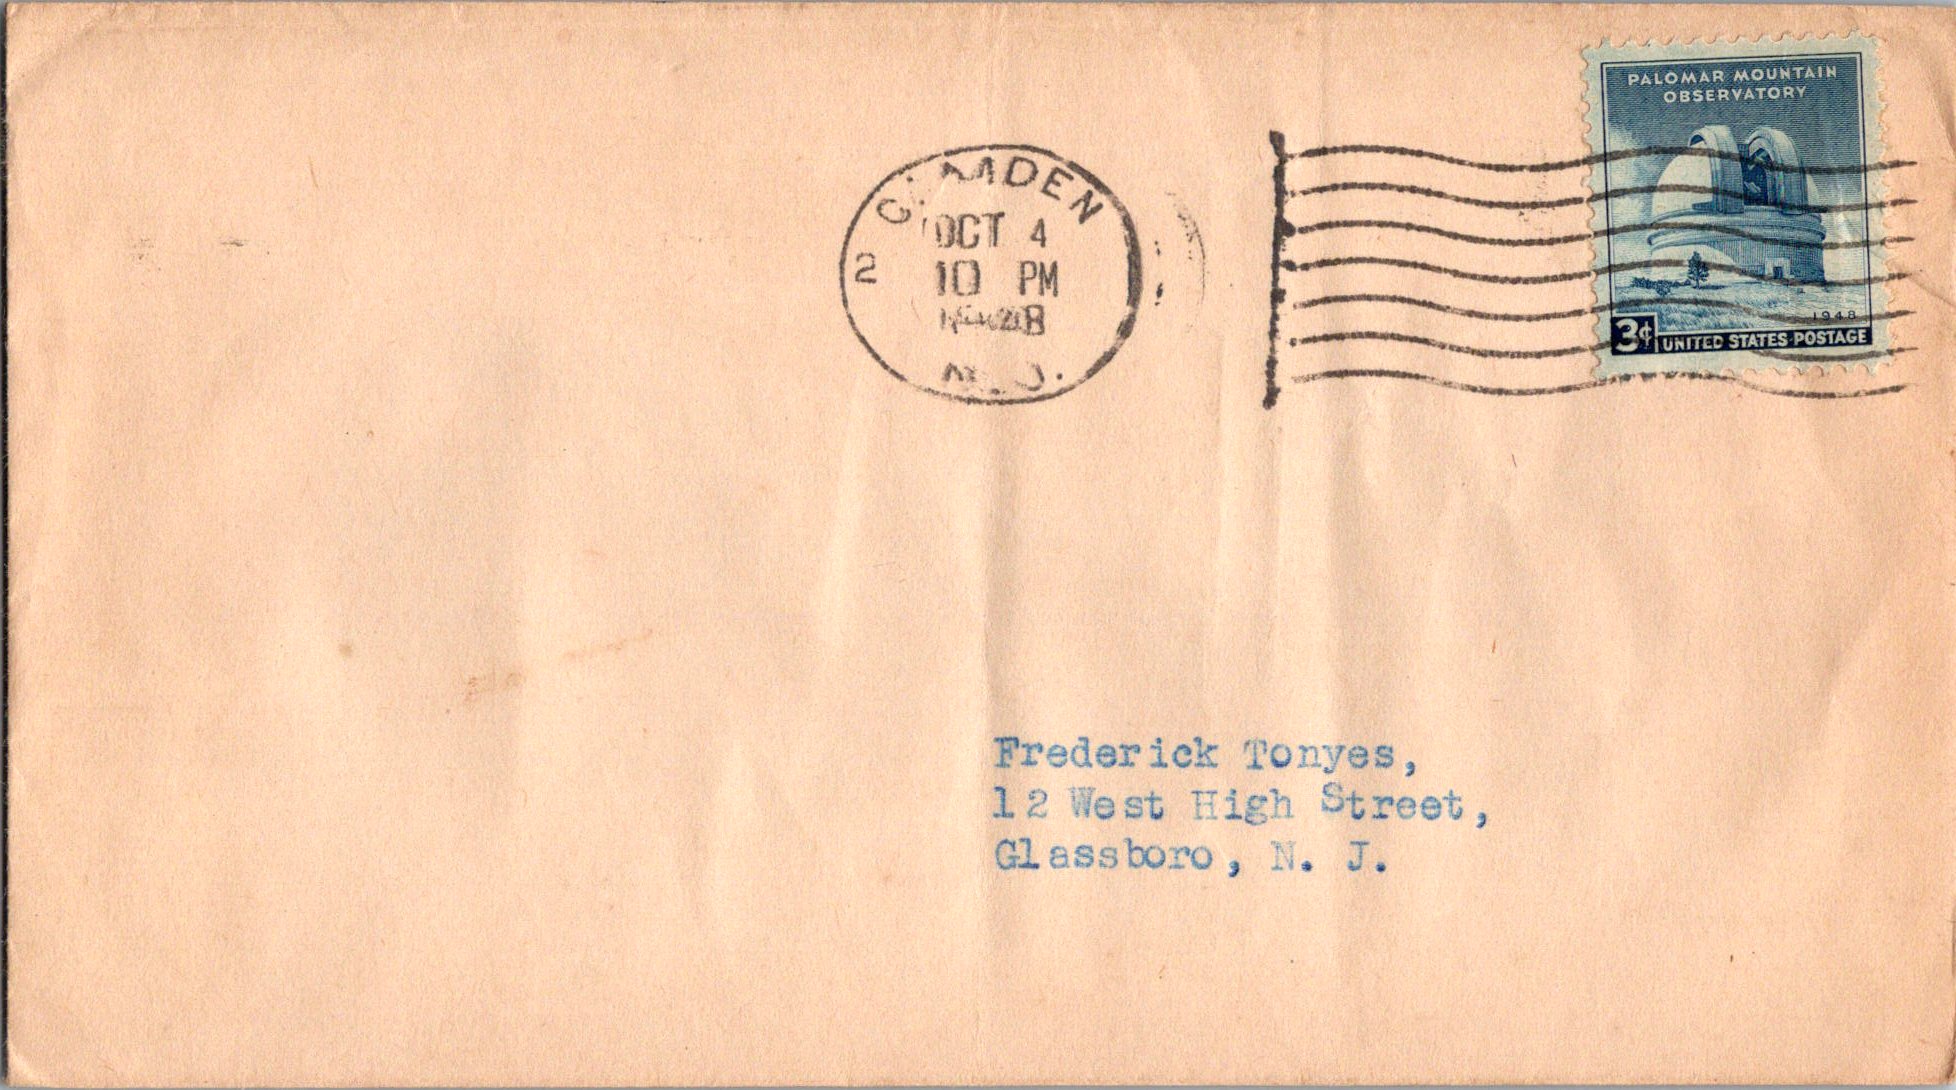 PALOMAR MOUNTAIN
OBSERVATORY
1948
3¢ UNITED STATES POSTAGE
CAMDEN
OCT 4
2 10 PM
Frederick Tonyes,
12 West High Street,
Glassboro, N. J.